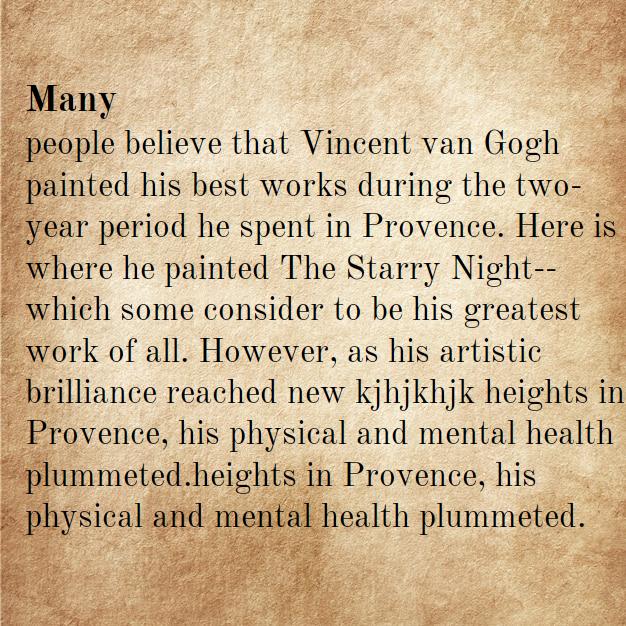 Many
people believe that Vincent van Gogh
painted his best works during the two-
year period he spent in Provence. Here is
where he painted The Starry Night--
which some consider to be his greatest
work of all. However, as his artistic
brilliance reached new kjhjkhjk heights in
Provence, his physical and mental health
plummeted.heights in Provence, his
physical and mental health plummeted.